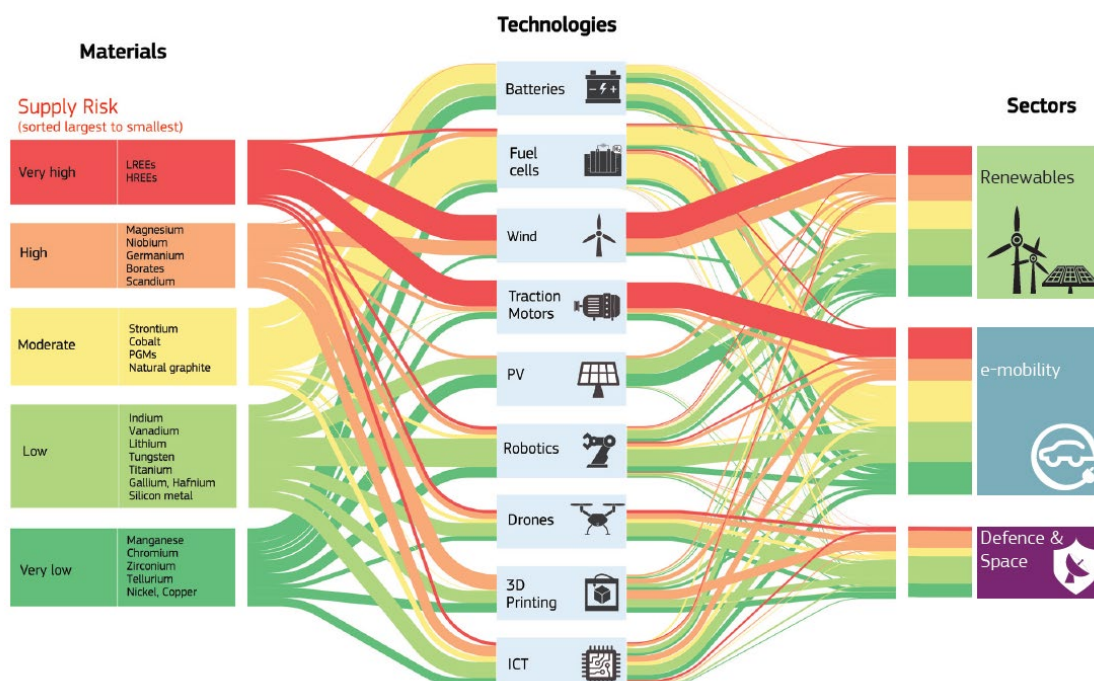 Technologies
Materials
Sectors
Supply Risk
(sorted largest to smallest)
Very high
LREEs
HREEs
High
Magnesium
Niobium
Germanium
Borates
Scandium
Moderate
Strontium
Cobalt
PGMs
Natural graphite
Low
Indium
Vanadium
Lithium
Tungsten
Titanium
Gallium, Hafnium
Silicon metal
Very low
Manganese
Chromium
Zirconium
Tellurium
Nickel, Copper
Batteries
Fuel
cells
Wind
Traction
Motors
PV
Robotics
Drones
3D
Printing
ICT
Renewables
e-mobility
Defence &
Space